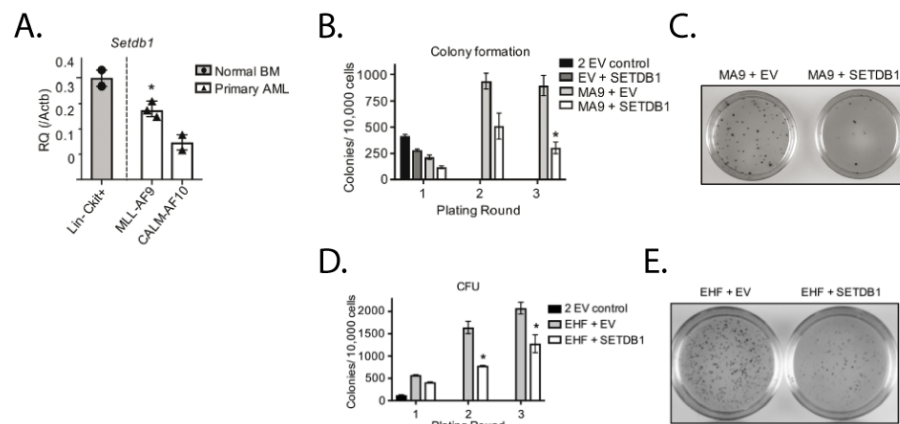 A.
Setdb1
RQ (/Actb)
0.4
0.3
0.2
0.1
0
*
Normal BM
Primary AML
Lin- Ckit+
MLL-AF9
CALM-AF10
B.
Colony formation
Colonies/ 10,000 cells
1000
750
500
250
0
*
1 2 3
Plating Round
2 EV control
EV + SETDB1
MA9 + EV
MA9 + SETDB1
C.
MA9 + EV MA9 + SETDB1
D.
CFU
Colonies/ 10,000 cells
2000
1500
1000
500
0
* *
1 2 3
Plating Round
2 EV control
EHF + EV
EHF + SETDB1
E.
EHF + EV EHF + SETDB1